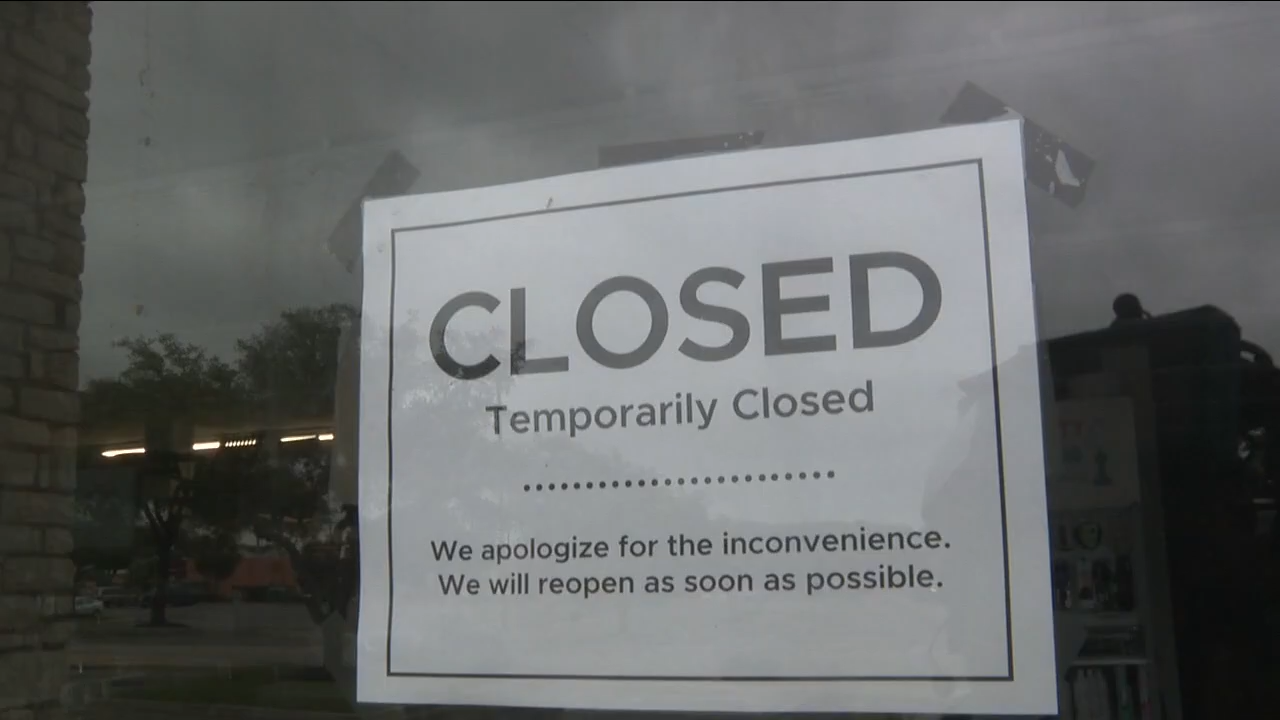 CLOSED
Temporarily Closed
We apologize for the inconvenience.
We will reopen as soon as possible.